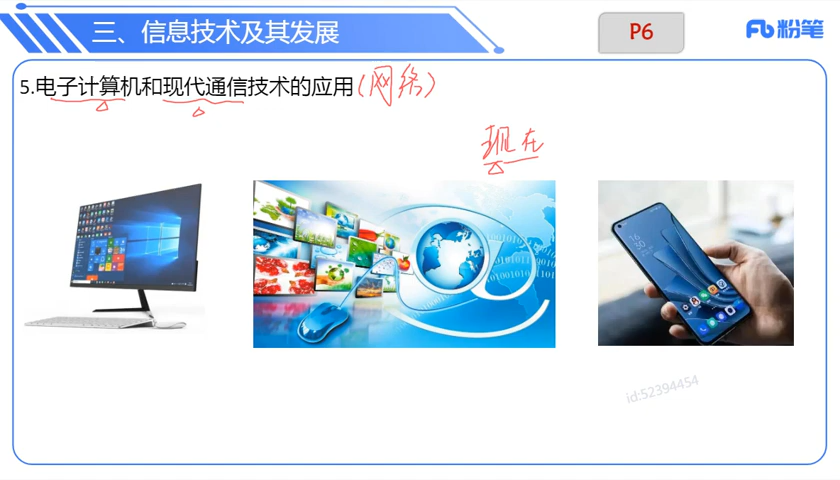 三、信息技术及其发展
P6
粉笔
5.电子计算机和现代通信技术的应用(网络)
现在
id:52394454